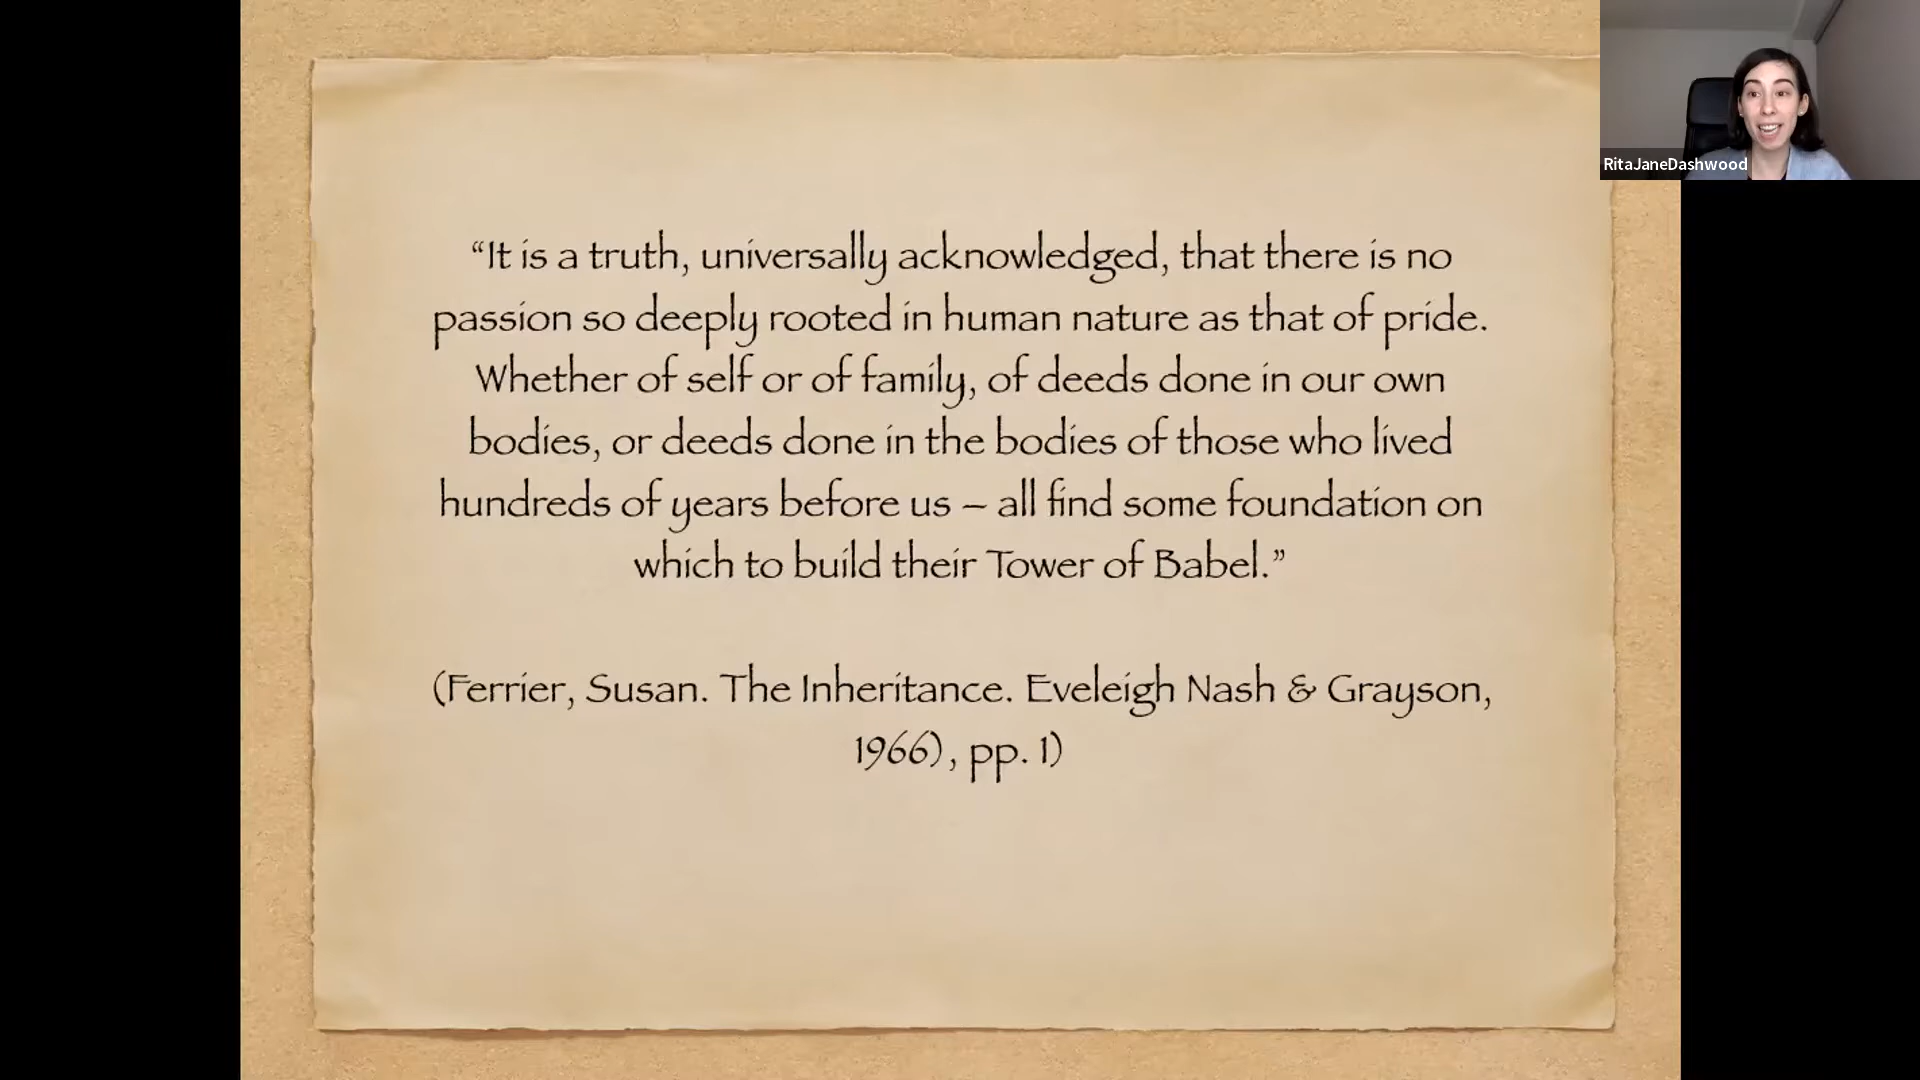 RitaJaneDashwood
“It is a truth, universally acknowledged, that there is no
passion so deeply rooted in human nature as that of pride.
Whether of self or of family, of deeds done in our own
bodies, or deeds done in the bodies of those who lived
hundreds of years before us – all find some foundation on
which to build their Tower of Babel.”
(Ferrier, Susan. The Inheritance. Eveleigh Nash & Grayson,
1966), pp. 1)